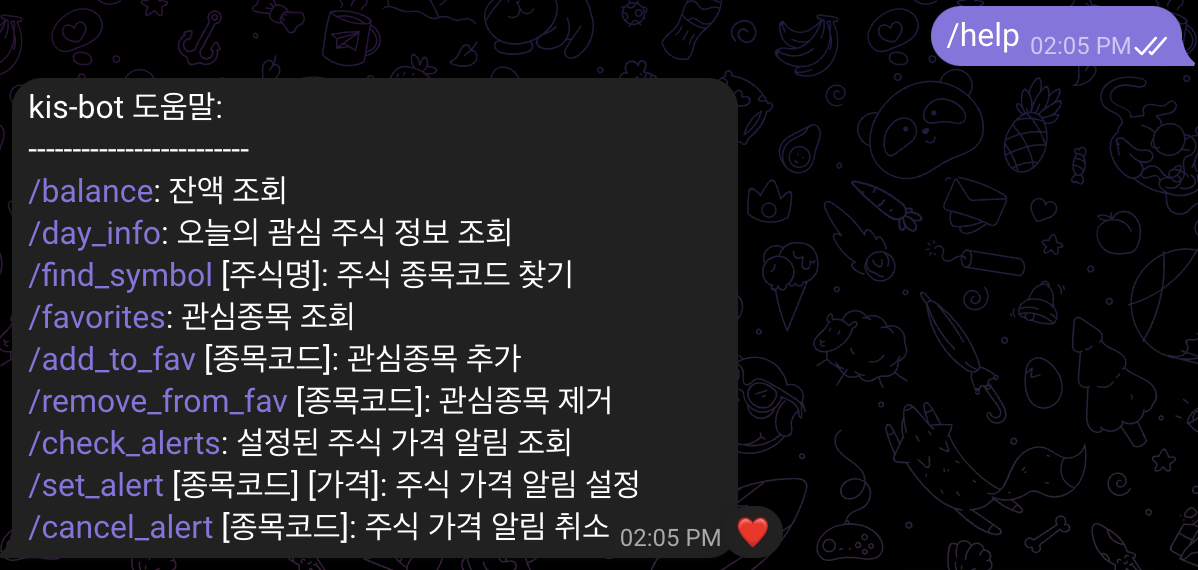 /help 02:05 PM
kis-bot 도움말:
-------------------------
/balance: 잔액 조회
/day_info: 오늘의 괌심 주식 정보 조회
/find_symbol [주식명]: 주식 종목코드 찾기
/favorites: 관심종목 조회
/add_to_fav [종목코드]: 관심종목 추가
/remove_from_fav [종목코드]: 관심종목 제거
/check_alerts: 설정된 주식 가격 알림 조회
/set_alert [종목코드] [가격]: 주식 가격 알림 설정
/cancel_alert [종목코드]: 주식 가격 알림 취소 02:05 PM